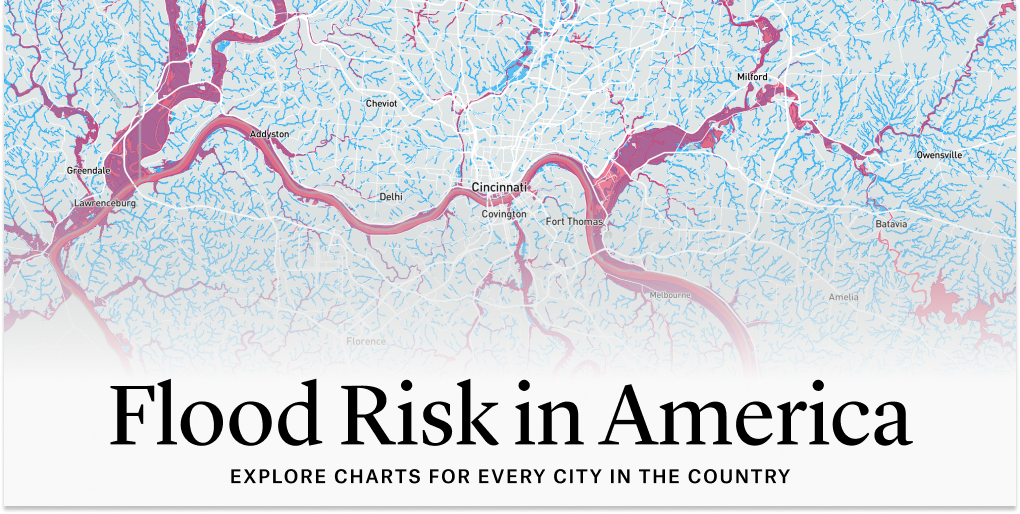 Milford
Cheviot
Addyston
Owensville
Greendale
Cincinnati
Delhi
Lawrenceburg
Covington
Fort Thomas
Batavia
Melbourne
Amelia
Florence
Flood Risk in America
EXPLORE CHARTS FOR EVERY CITY IN THE COUNTRY